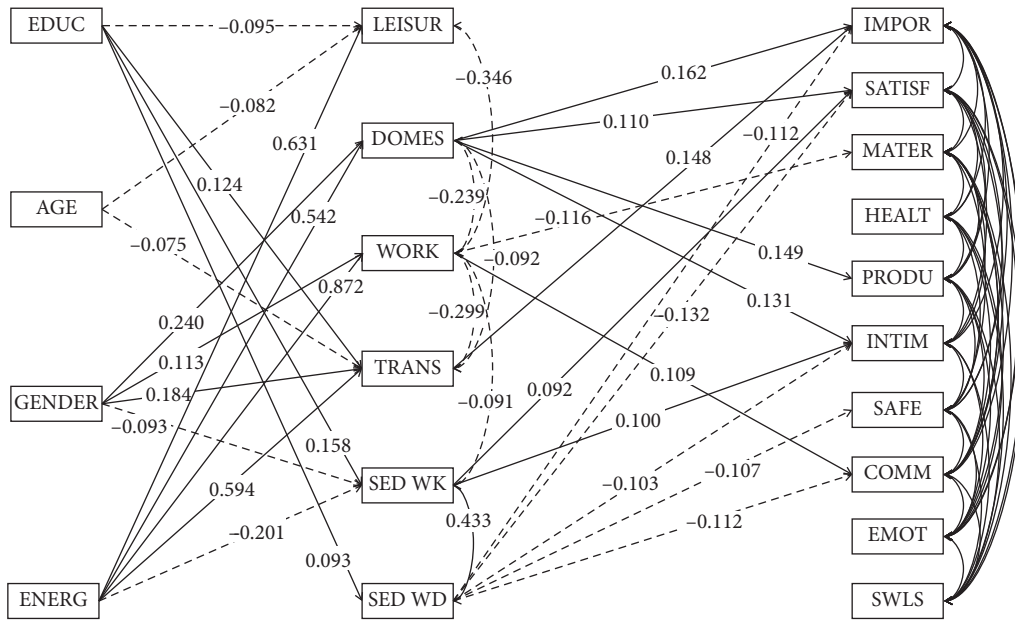 EDUC
AGE
GENDER
ENERG
LEISUR
DOMES
WORK
TRANS
SED WK
SED WD
IMPOR
SATISF
MATER
HEALT
PRODU
INTIM
SAFE
COMM
EMOT
SWLS
–0.095
–0.082
0.631
0.124
0.542
–0.075
0.872
0.240
0.113
0.184
–0.093
0.158
0.594
–0.201
0.093
–0.346
–0.239
–0.092
–0.299
–0.091
0.433
0.162
0.110
–0.112
0.148
–0.116
0.149
0.131
–0.132
0.092
0.109
0.100
–0.103
–0.107
–0.112